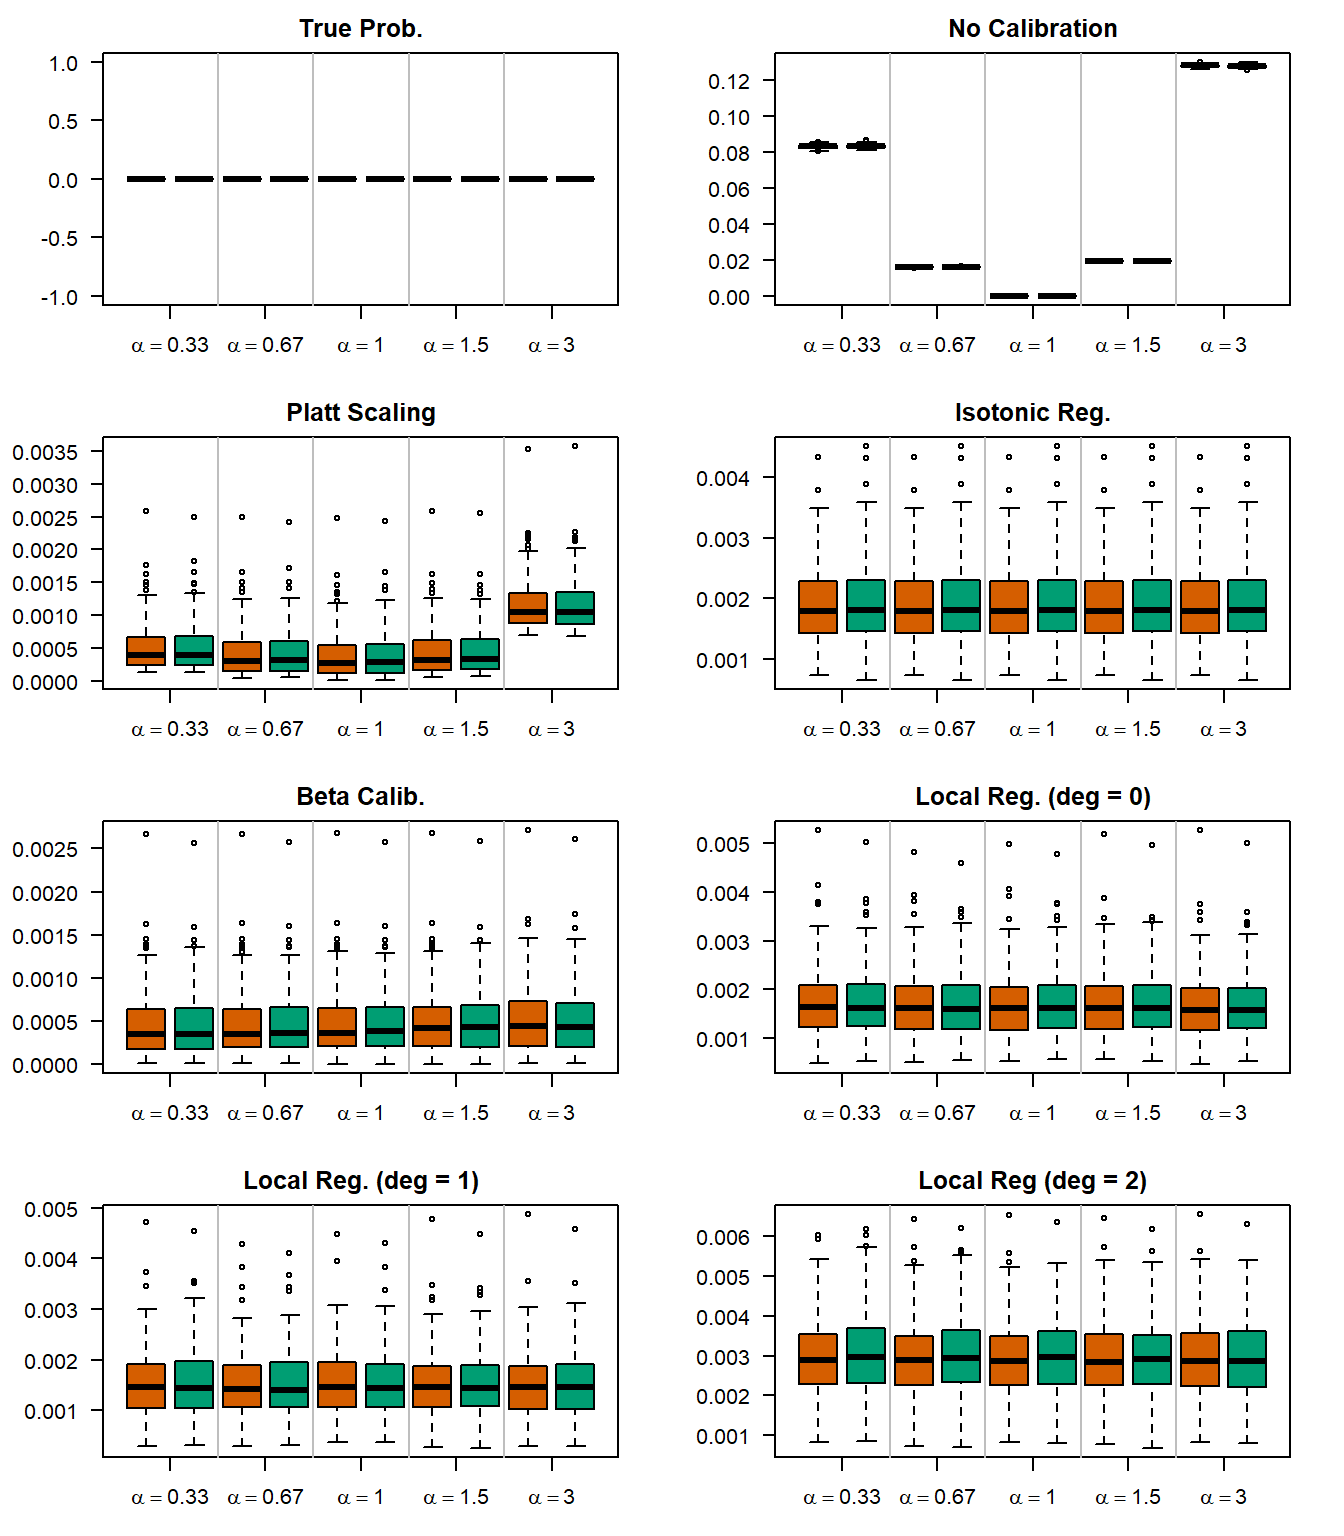 True Prob.
1.0
0.5
0.0
-0.5
-1.0
α = 0.33 α = 0.67 α = 1 α = 1.5 α = 3
No Calibration
0.12
0.10
0.08
0.06
0.04
0.02
0.00
α = 0.33 α = 0.67 α = 1 α = 1.5 α = 3
Platt Scaling
0.0035
0.0030
0.0025
0.0020
0.0015
0.0010
0.0005
0.0000
α = 0.33 α = 0.67 α = 1 α = 1.5 α = 3
Isotonic Reg.
0.004
0.003
0.002
0.001
α = 0.33 α = 0.67 α = 1 α = 1.5 α = 3
Beta Calib.
0.0025
0.0020
0.0015
0.0010
0.0005
0.0000
α = 0.33 α = 0.67 α = 1 α = 1.5 α = 3
Local Reg. (deg = 0)
0.005
0.004
0.003
0.002
0.001
α = 0.33 α = 0.67 α = 1 α = 1.5 α = 3
Local Reg. (deg = 1)
0.005
0.004
0.003
0.002
0.001
α = 0.33 α = 0.67 α = 1 α = 1.5 α = 3
Local Reg (deg = 2)
0.006
0.005
0.004
0.003
0.002
0.001
α = 0.33 α = 0.67 α = 1 α = 1.5 α = 3